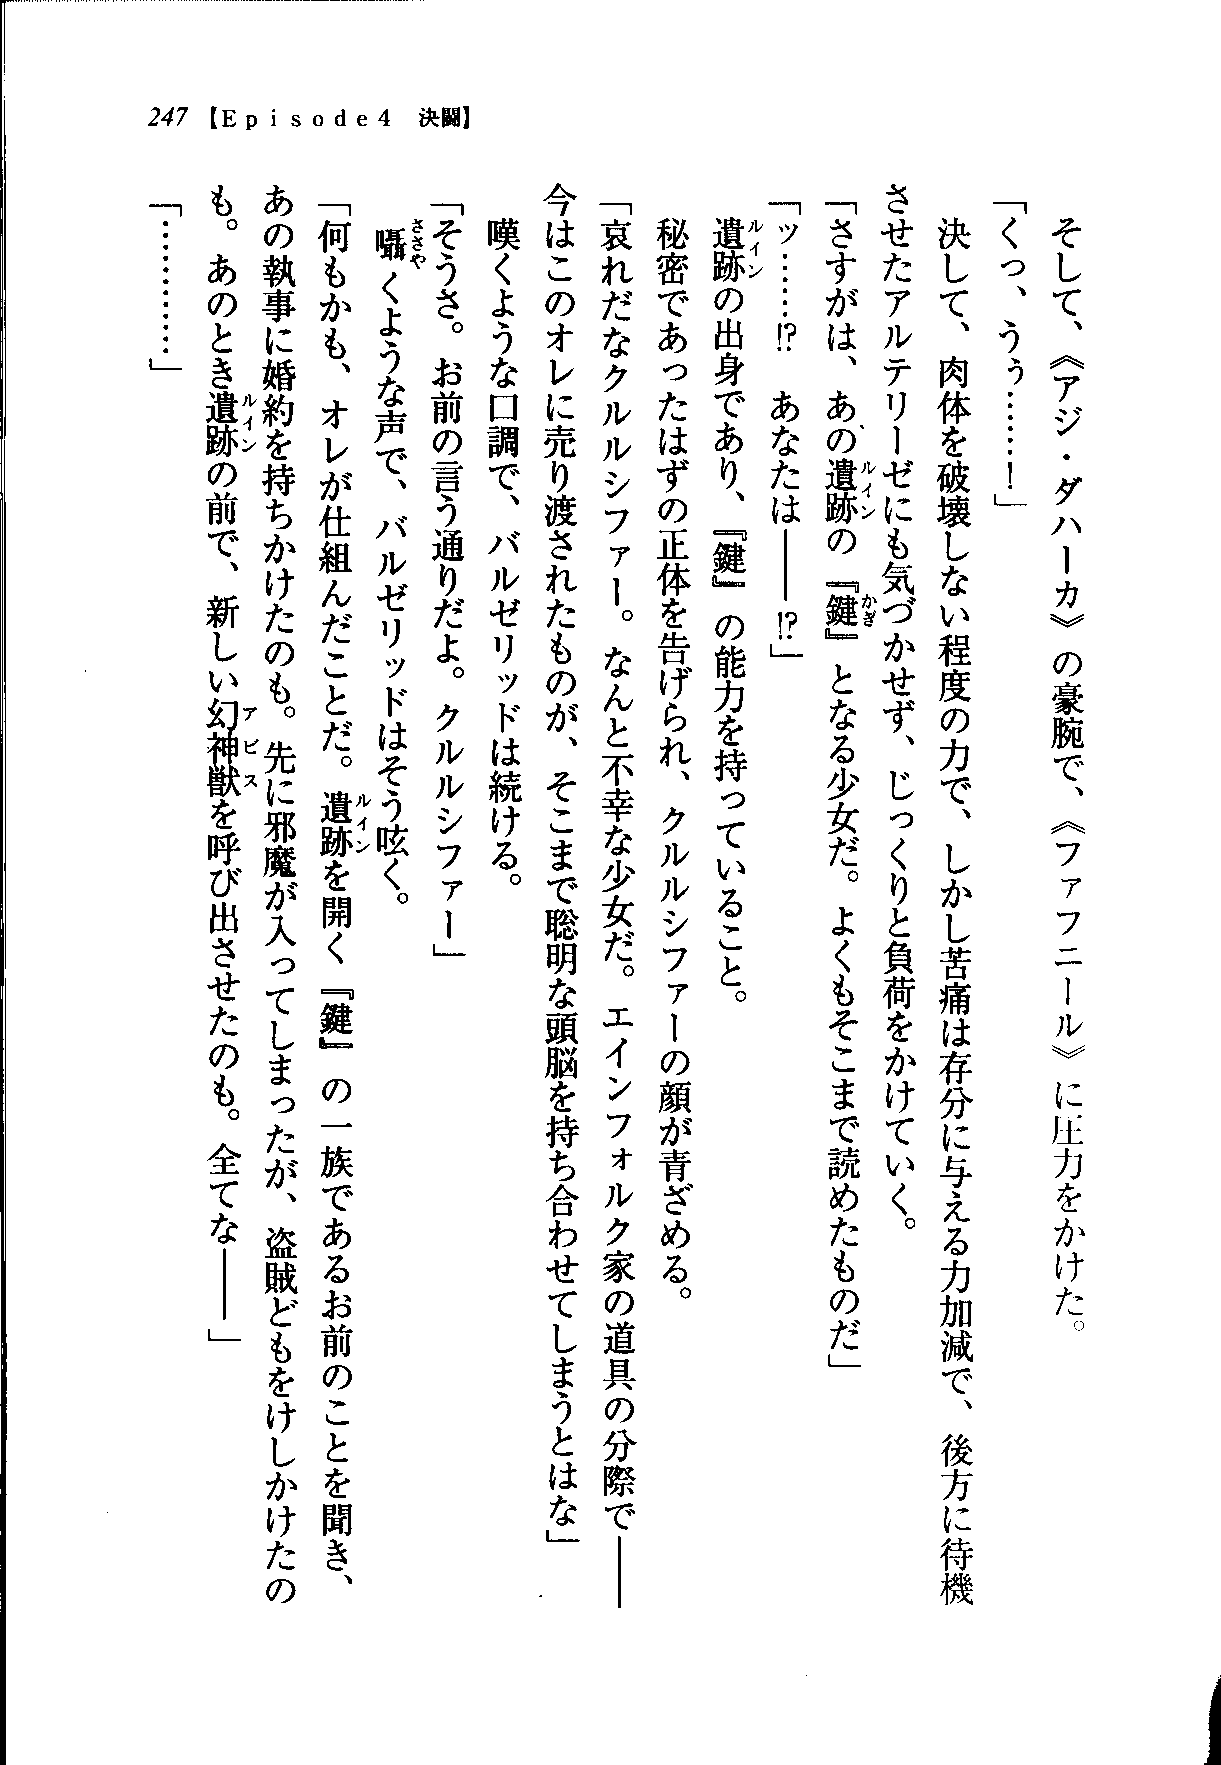 247 【Ｅｐｉｓｏｄｅ４　決闘】
　そして、《アジ・ダハーカ》の豪腕で、《ファフニール》に圧力をかけた。
「くっ、うぅ……！」
　決して、肉体を破壊しない程度の力で、しかし苦痛は存分に与える力加減で、後方に待機
させたアルテリーゼにも気づかせず、じっくりと負荷をかけていく。
「さすがは、あの遺跡の『鍵』となる少女だ。よくもそこまで読めたものだ」
「ッ……!?　あなたは――!?」
　遺跡の出身であり、『鍵』の能力を持っていること。
　秘密であったはずの正体を告げられ、クルルシファーの顔が青ざめる。
「哀れだなクルルシファー。なんと不幸な少女だ。エインフォルク家の道具の分際で――
今はこのオレに売り渡されたものが、そこまで聡明な頭脳を持ち合わせてしまうとはな」
　嘆くような口調で、バルゼリッドは続ける。
「そうさ。お前の言う通りだよ。クルルシファー」
　囁くような声で、バルゼリッドはそう呟く。
「何もかも、オレが仕組んだことだ。遺跡を開く『鍵』の一族であるお前のことを聞き、
あの執事に婚約を持ちかけたのも。先に邪魔が入ってしまったが、盗賊どもをけしかけたの
も。あのとき遺跡の前で、新しい幻神獣を呼び出させたのも。全てな――」
「…………」